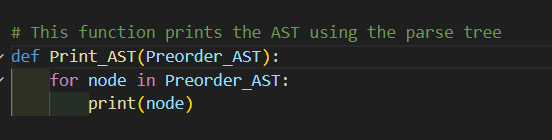 # This function prints the AST using the parse tree
def Print_AST(Preorder_AST):
    for node in Preorder_AST:
        print(node)